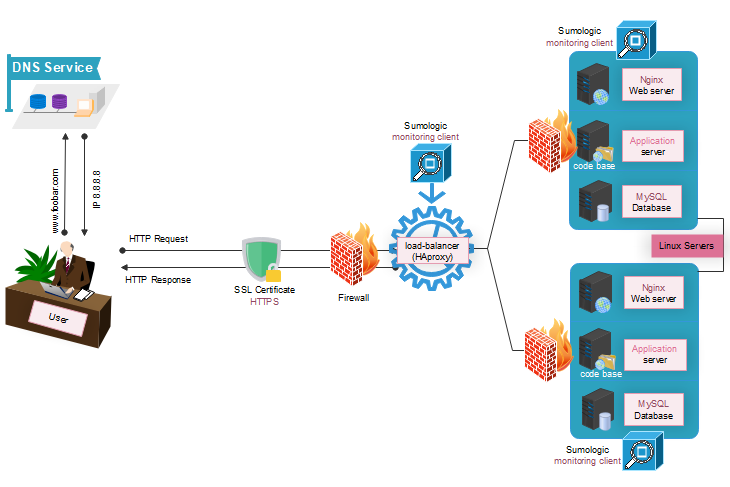 Sumologic
monitoring client
DNS Service
Nginx
Web server
Sumologic
monitoring client
Application
server
code base
www.foobar.com
IP 8.8.8.8
MySQL
Database
HTTP Request
load-balancer
(HAproxy)
Linux Servers
HTTP Response
SSL Certificate
HTTPS
Firewall
User
Nginx
Web server
Application
server
code base
MySQL
Database
Sumologic
monitoring client